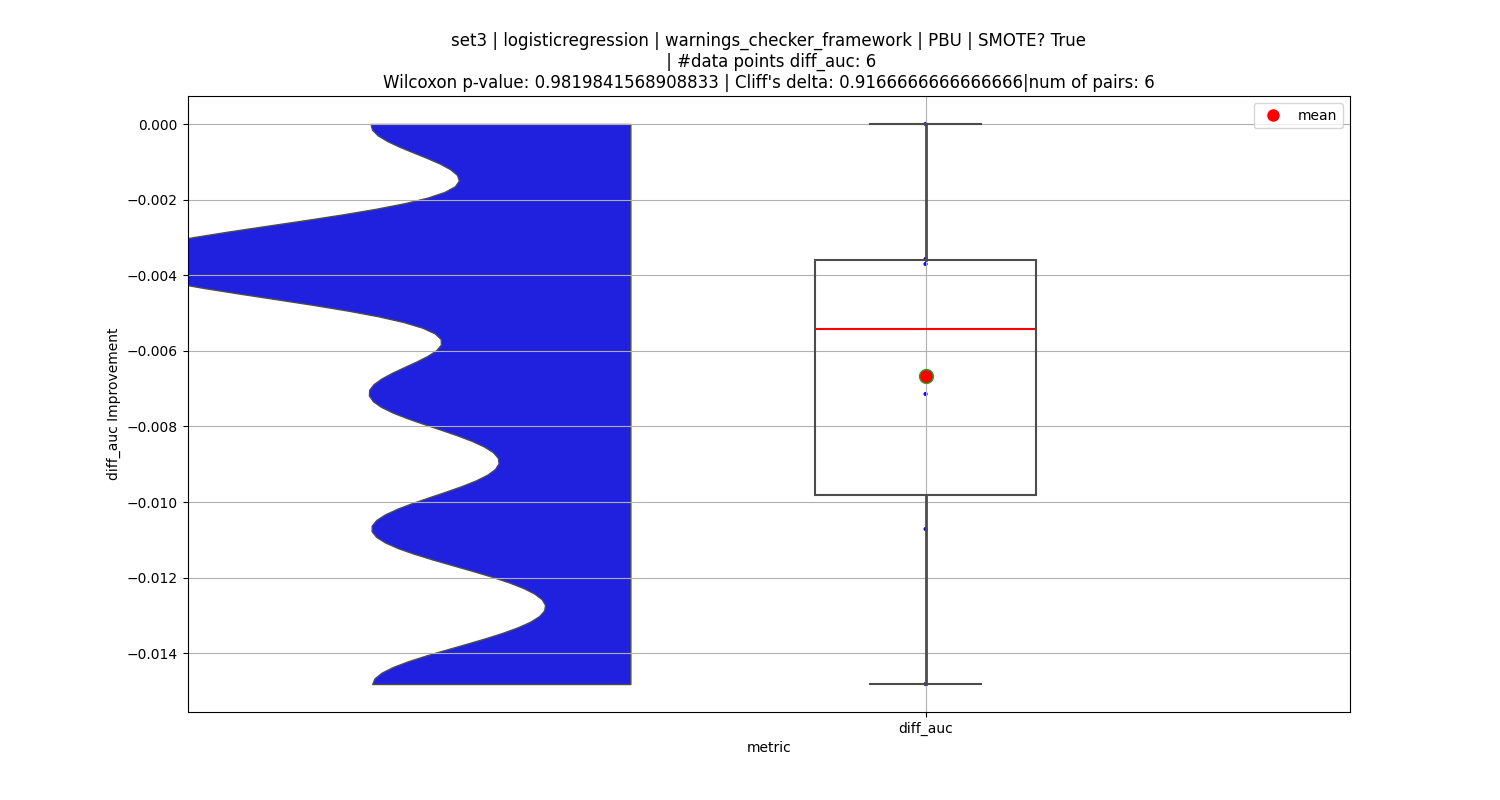 set3 | logisticregression | warnings_checker_framework | PBU | SMOTE? True
| #data points diff_auc: 6
Wilcoxon p-value: 0.9819841568908833 | Cliff's delta: 0.9166666666666666|num of pairs: 6
mean
0.000
−0.002
−0.004
−0.006
−0.008
−0.010
−0.012
−0.014
diff_auc Improvement
diff_auc
metric